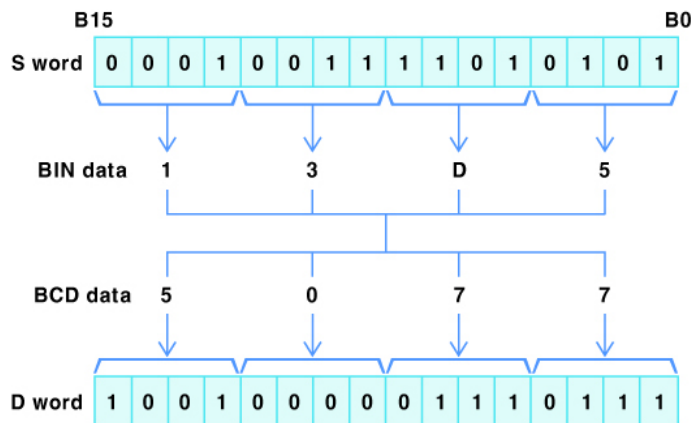 B15 B0
S word 0 0 0 1 0 0 1 1 1 1 0 1 0 1 0 1
BIN data 1 3 D 5
BCD data 5 0 7 7
D word 1 0 0 1 0 0 0 0 0 1 1 1 0 1 1 1